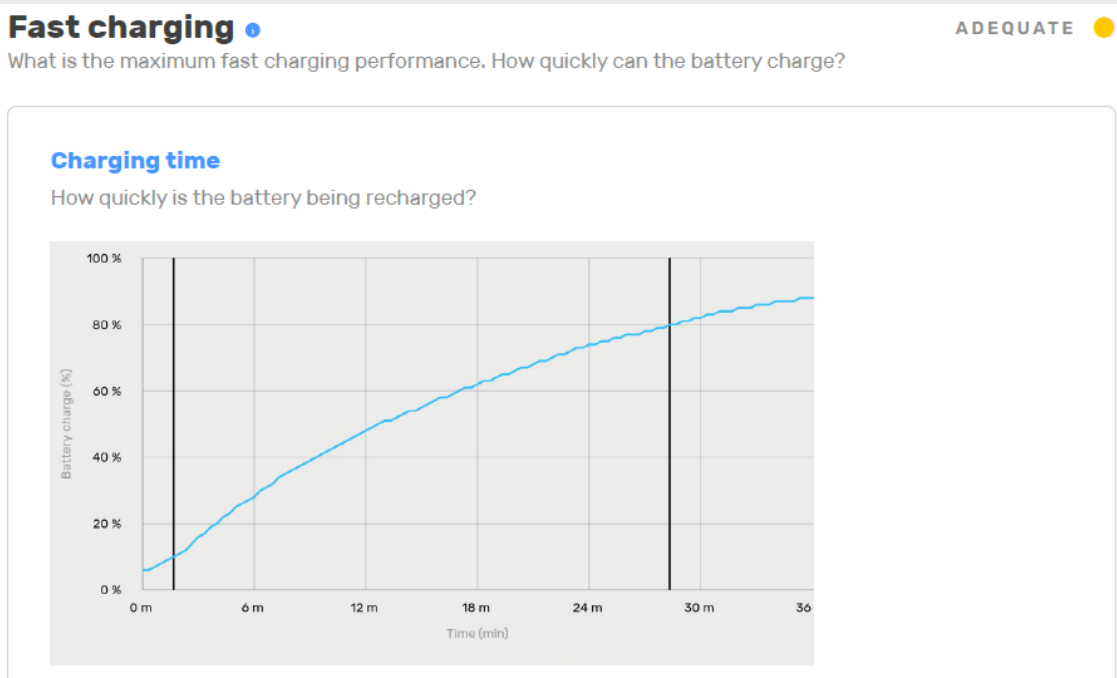 Fast charging
ADEQUATE
What is the maximum fast charging performance. How quickly can the battery charge?
Charging time
How quickly is the battery being recharged?
100 %
80 %
60 %
40 %
20 %
0 %
Battery charge (%)
0 m 6 m 12 m 18 m 24 m 30 m 36
Time (min)